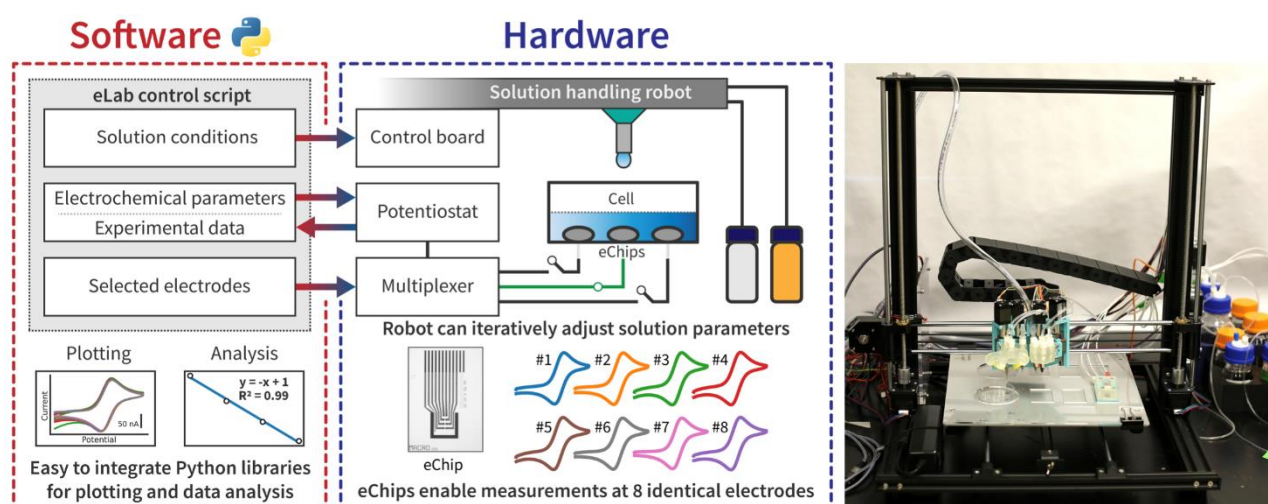 Software
Hardware
eLab control script
Solution conditions
Electrochemical parameters
Experimental data
Selected electrodes
Control board
Potentiostat
Multiplexer
Solution handling robot
Cell
eChips
Robot can iteratively adjust solution parameters
Plotting
Current
50 nA
Potential
Analysis
y = -x + 1
R² = 0.99
Easy to integrate Python libraries
for plotting and data analysis
MACRO
eChip
#1 #2 #3 #4
#5 #6 #7 #8
eChips enable measurements at 8 identical electrodes